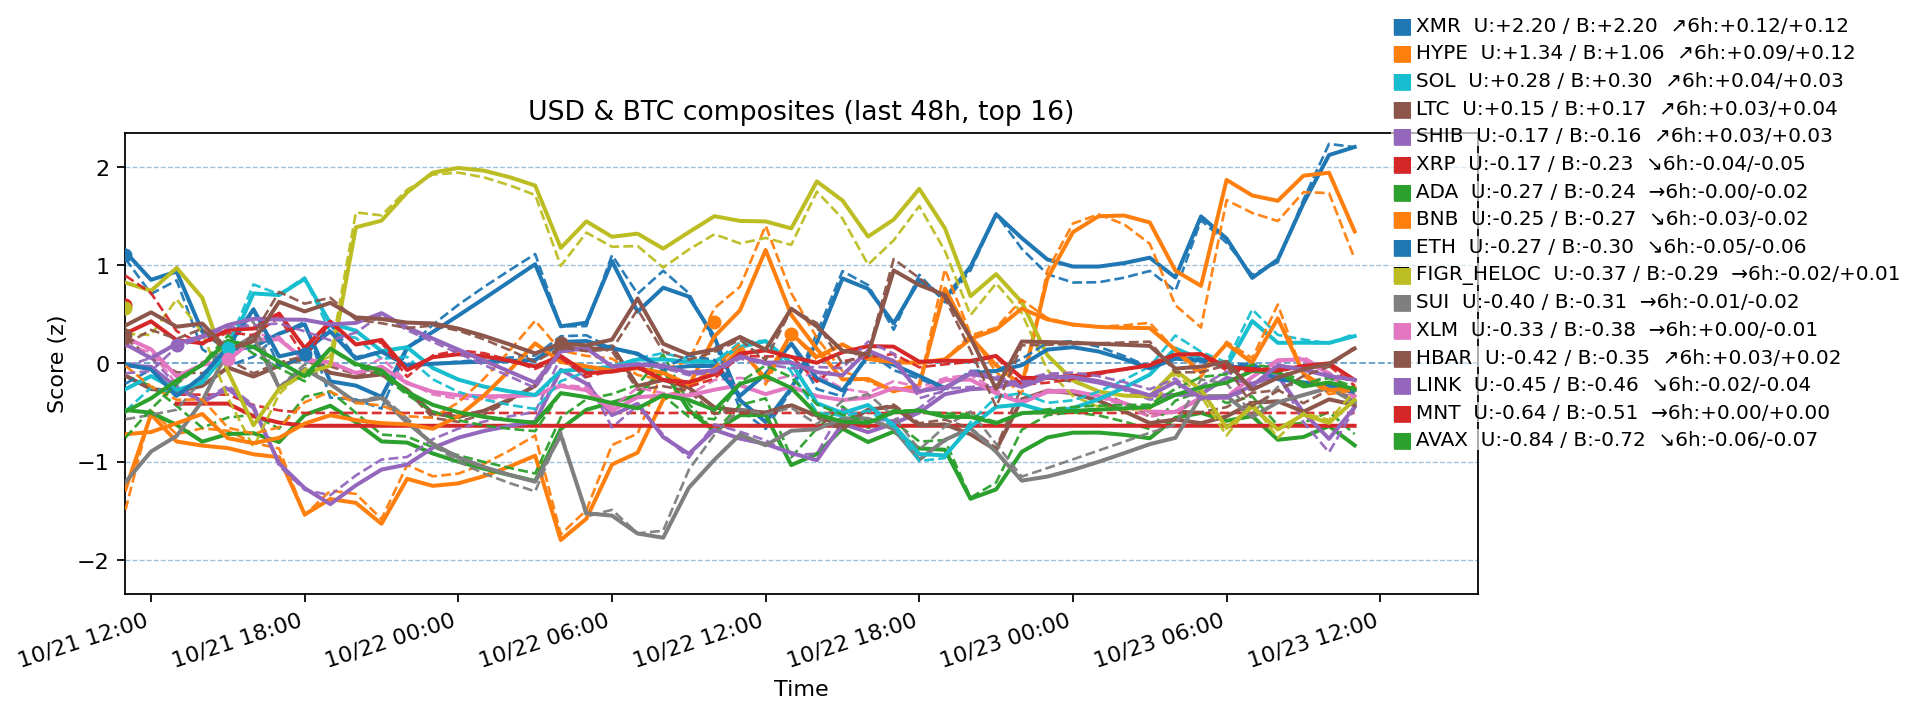 XMR  U:+2.20 / B:+2.20  ↗6h:+0.12/+0.12
HYPE  U:+1.34 / B:+1.06  ↗6h:+0.09/+0.12
SOL  U:+0.28 / B:+0.30  ↗6h:+0.04/+0.03
LTC  U:+0.15 / B:+0.17  ↗6h:+0.03/+0.04
SHIB  U:-0.17 / B:-0.16  ↗6h:+0.03/+0.03
XRP  U:-0.17 / B:-0.23  ↘6h:-0.04/-0.05
ADA  U:-0.27 / B:-0.24  →6h:-0.00/-0.02
BNB  U:-0.25 / B:-0.27  ↘6h:-0.03/-0.02
ETH  U:-0.27 / B:-0.30  ↘6h:-0.05/-0.06
FIGR_HELOC  U:-0.37 / B:-0.29  →6h:-0.02/+0.01
SUI  U:-0.40 / B:-0.31  →6h:-0.01/-0.02
XLM  U:-0.33 / B:-0.38  →6h:+0.00/-0.01
HBAR  U:-0.42 / B:-0.35  ↗6h:+0.03/+0.02
LINK  U:-0.45 / B:-0.46  ↘6h:-0.02/-0.04
MNT  U:-0.64 / B:-0.51  →6h:+0.00/+0.00
AVAX  U:-0.84 / B:-0.72  ↘6h:-0.06/-0.07
USD & BTC composites (last 48h, top 16)
Score (z)
2
1
0
−1
−2
10/21 12:00
10/21 18:00
10/22 00:00
10/22 06:00
10/22 12:00
10/22 18:00
10/23 00:00
10/23 06:00
10/23 12:00
Time